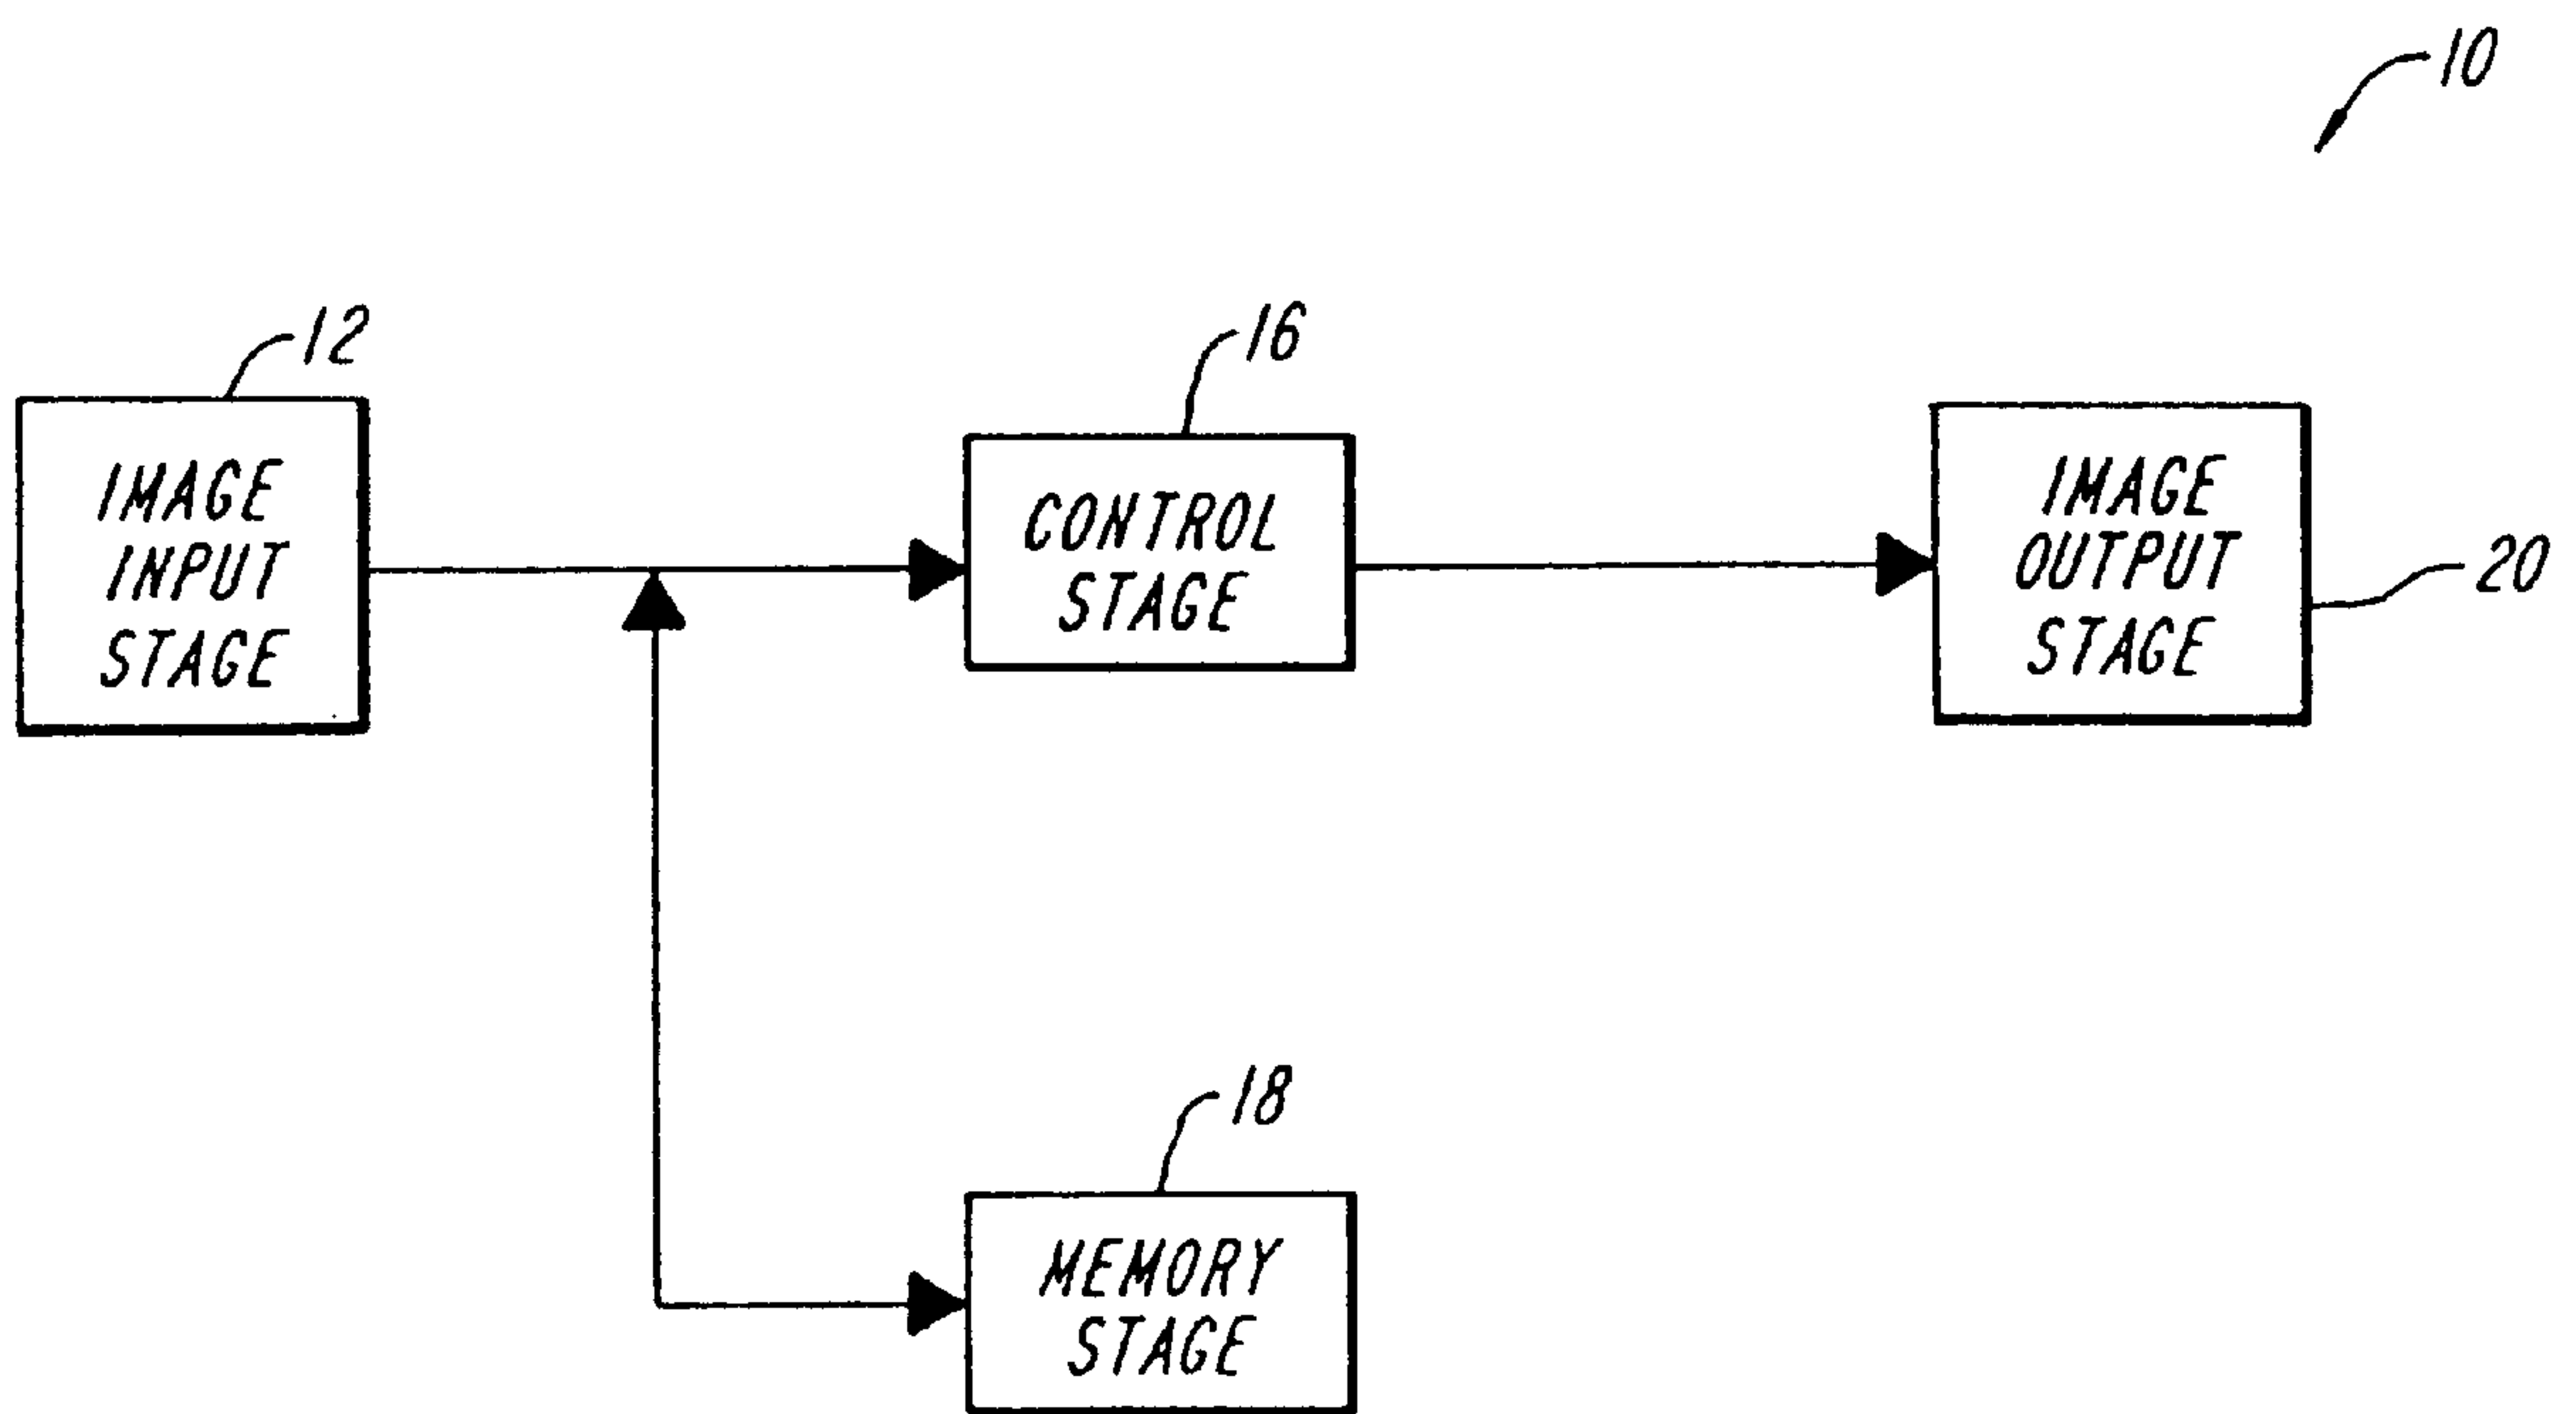 10
12
IMAGE
INPUT
STAGE
16
CONTROL
STAGE
IMAGE
OUTPUT
STAGE
20
18
MEMORY
STAGE